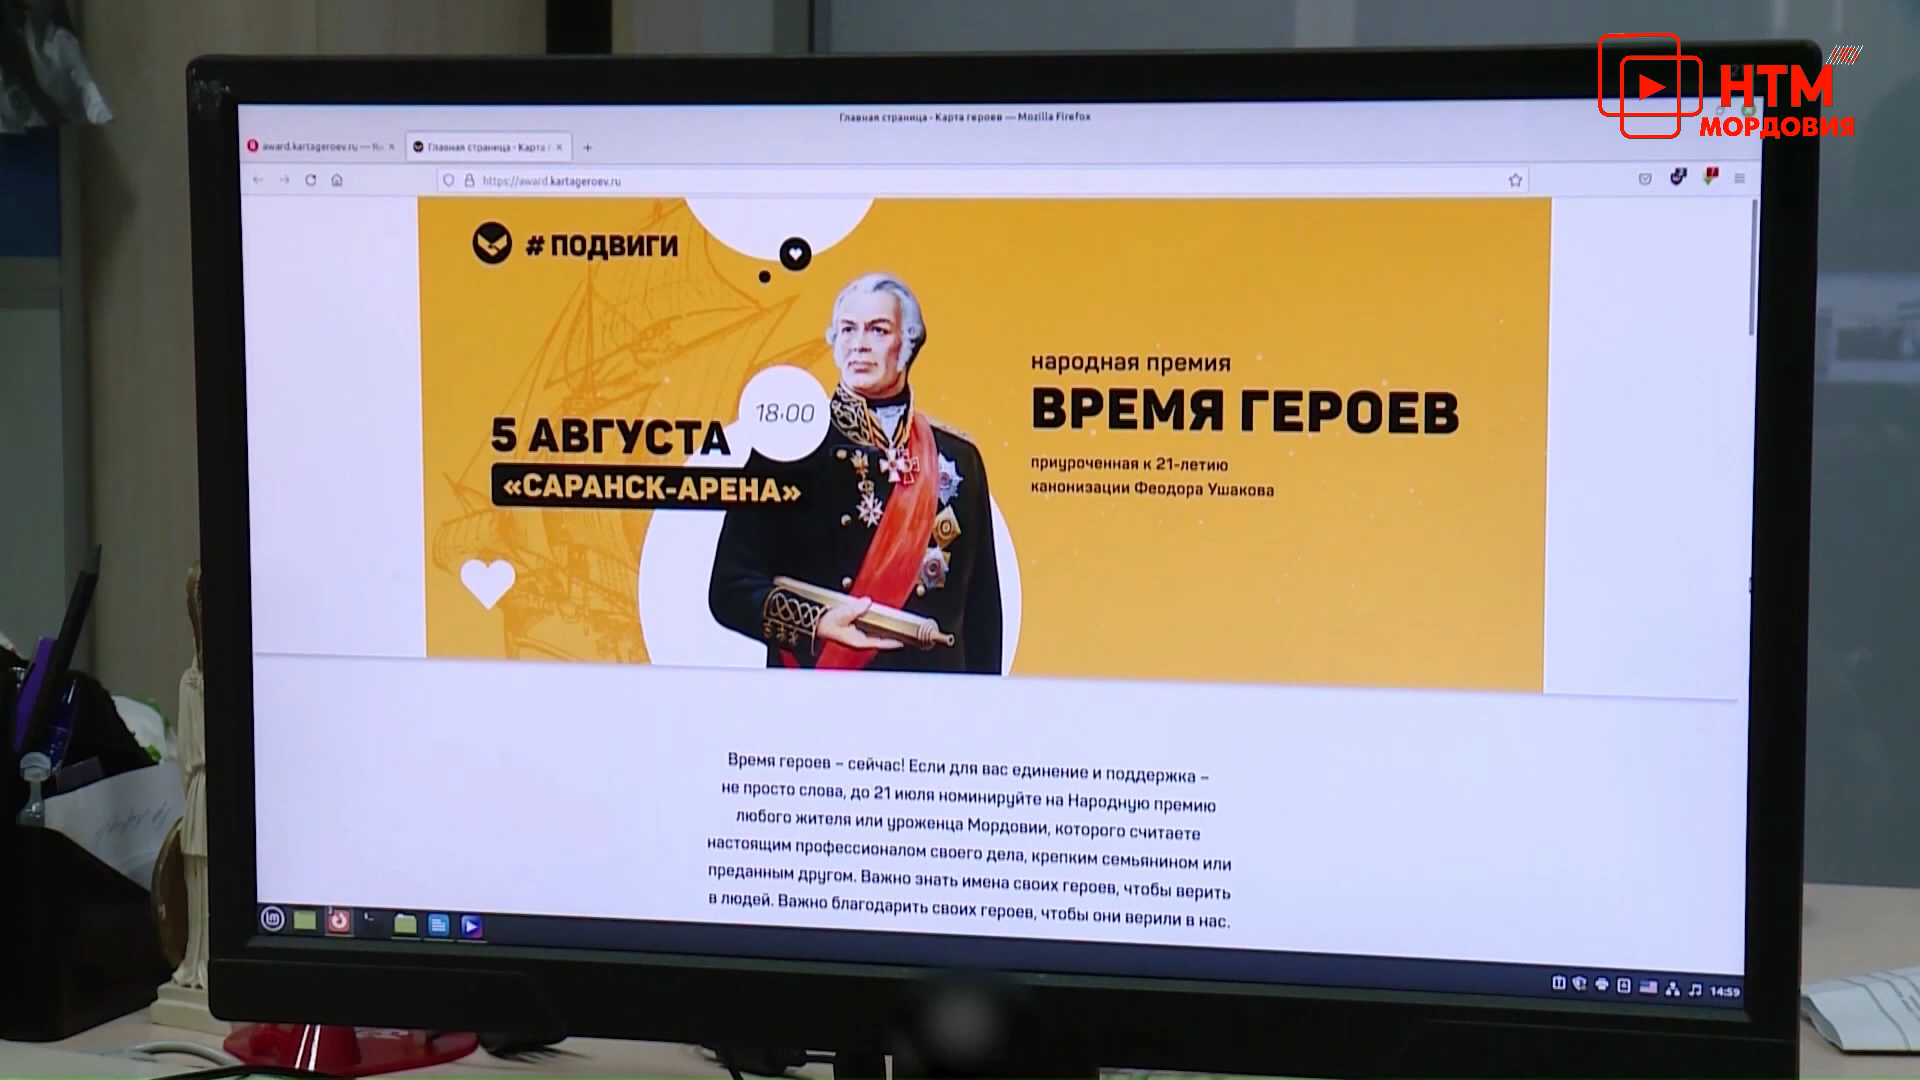 НТМ
МОРДОВИЯ
Главная страница - Карта героев — Mozilla Firefox
award.kartageroev.ru —
Главная страница - Карта
https://award.kartageroev.ru
#ПОДВИГИ
18:00
5 АВГУСТА
«САРАНСК-АРЕНА»
народная премия
ВРЕМЯ ГЕРОЕВ
приуроченная к 21-летию
канонизации Феодора Ушакова
Время героев – сейчас! Если для вас единение и поддержка –
не просто слова, до 21 июля номинируйте на Народную премию
любого жителя или уроженца Мордовии, которого считаете
настоящим профессионалом своего дела, крепким семьянином или
преданным другом. Важно знать имена своих героев, чтобы верить
в людей. Важно благодарить своих героев, чтобы они верили в нас.
14:59